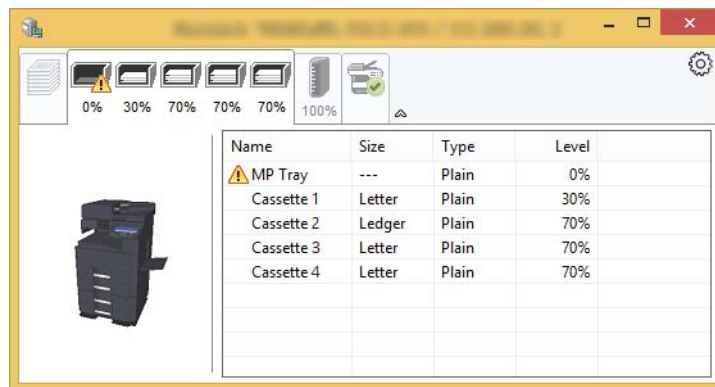 0% 30% 70% 70% 70% 100%
Name Size Type Level
MP Tray --- Plain 0%
Cassette 1 Letter Plain 30%
Cassette 2 Ledger Plain 70%
Cassette 3 Letter Plain 70%
Cassette 4 Letter Plain 70%